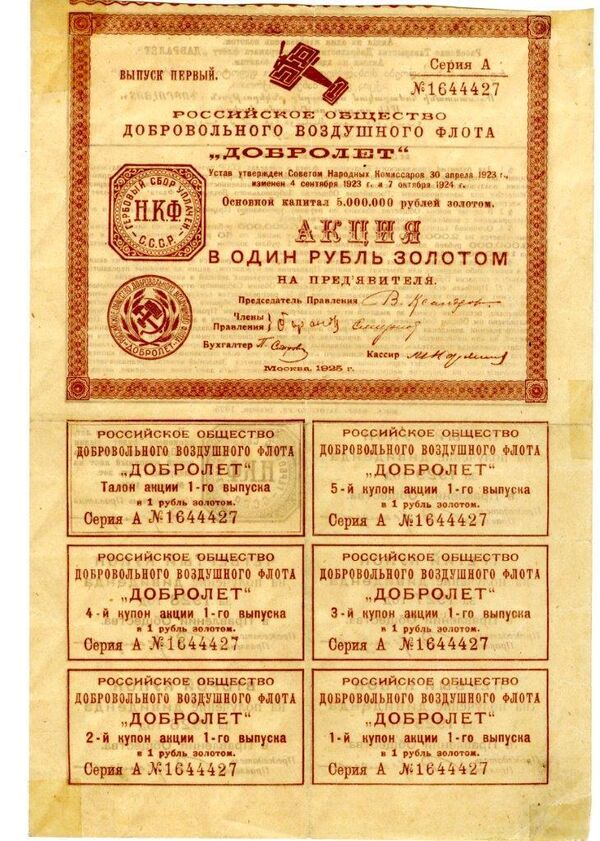 ВЫПУСК ПЕРВЫЙ.
Серия А
№1644427
РОССИЙСКОЕ ОБЩЕСТВО
ДОБРОВОЛЬНОГО ВОЗДУШНОГО ФЛОТА
„ДОБРОЛЕТ“
Устав утвержден Советом Народных Комиссаров 30 апреля 1923 г.,
изменен 4 сентября 1923 г. и 7 октября 1924 г.
Основной капитал 5.000.000 рублей золотом.
ГЕРБОВЫЙ СБОР УПЛАЧЕН
Н.К.Ф
С.С.С.Р.
АКЦИЯ
В ОДИН РУБЛЬ ЗОЛОТОМ
НА ПРЕД'ЯВИТЕЛЯ.
Председатель Правления
Члены
Правления
Бухгалтер
Кассир
Москва, 1925 г.
РОССИЙСКОЕ ОБЩЕСТВО
ДОБРОВОЛЬНОГО ВОЗДУШНОГО ФЛОТА
„ДОБРОЛЕТ“
Талон акции 1-го выпуска
в 1 рубль золотом.
Серия А №1644427
РОССИЙСКОЕ ОБЩЕСТВО
ДОБРОВОЛЬНОГО ВОЗДУШНОГО ФЛОТА
„ДОБРОЛЕТ“
5-й купон акции 1-го выпуска
в 1 рубль золотом.
Серия А №1644427
РОССИЙСКОЕ ОБЩЕСТВО
ДОБРОВОЛЬНОГО ВОЗДУШНОГО ФЛОТА
„ДОБРОЛЕТ“
4-й купон акции 1-го выпуска
в 1 рубль золотом.
Серия А №1644427
РОССИЙСКОЕ ОБЩЕСТВО
ДОБРОВОЛЬНОГО ВОЗДУШНОГО ФЛОТА
„ДОБРОЛЕТ“
3-й купон акции 1-го выпуска
в 1 рубль золотом.
Серия А №1644427
РОССИЙСКОЕ ОБЩЕСТВО
ДОБРОВОЛЬНОГО ВОЗДУШНОГО ФЛОТА
„ДОБРОЛЕТ“
2-й купон акции 1-го выпуска
в 1 рубль золотом.
Серия А №1644427
РОССИЙСКОЕ ОБЩЕСТВО
ДОБРОВОЛЬНОГО ВОЗДУШНОГО ФЛОТА
„ДОБРОЛЕТ“
1-й купон акции 1-го выпуска
в 1 рубль золотом.
Серия А №1644427